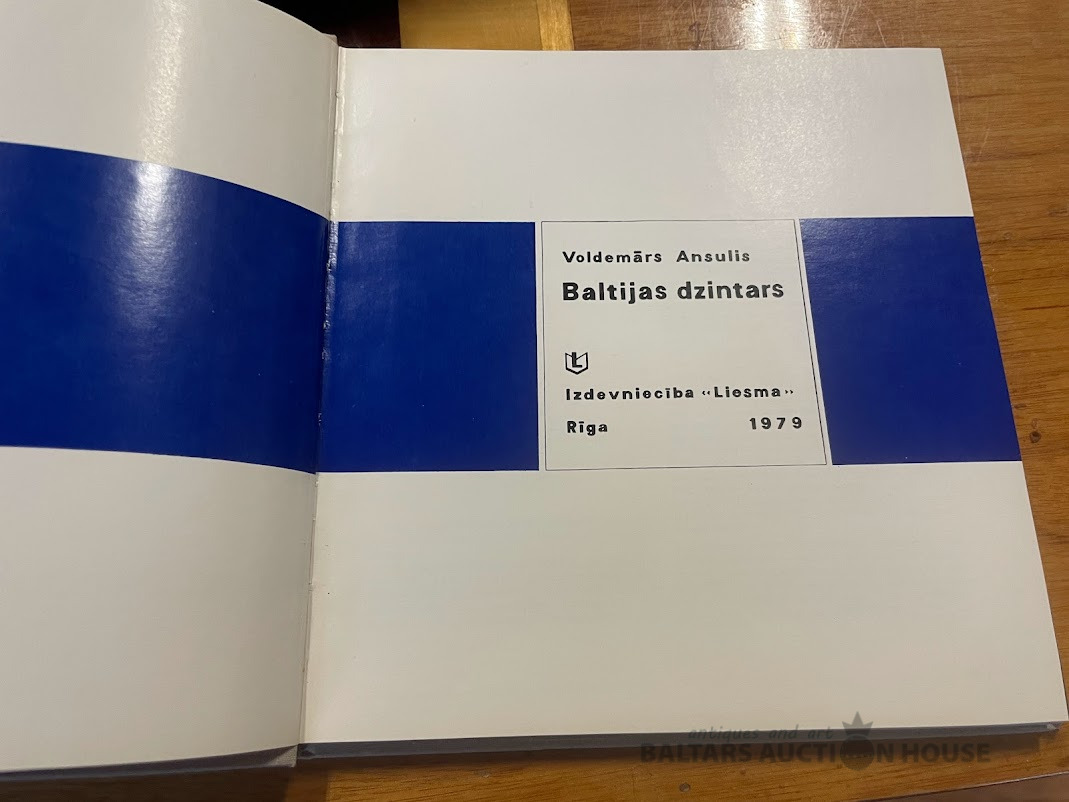 Voldemārs Ansulis
Baltijas dzintars
L
Izdevniecība «Liesma»
Rīga 1979
antiques and art
BALTARS AUCTION HOUSE